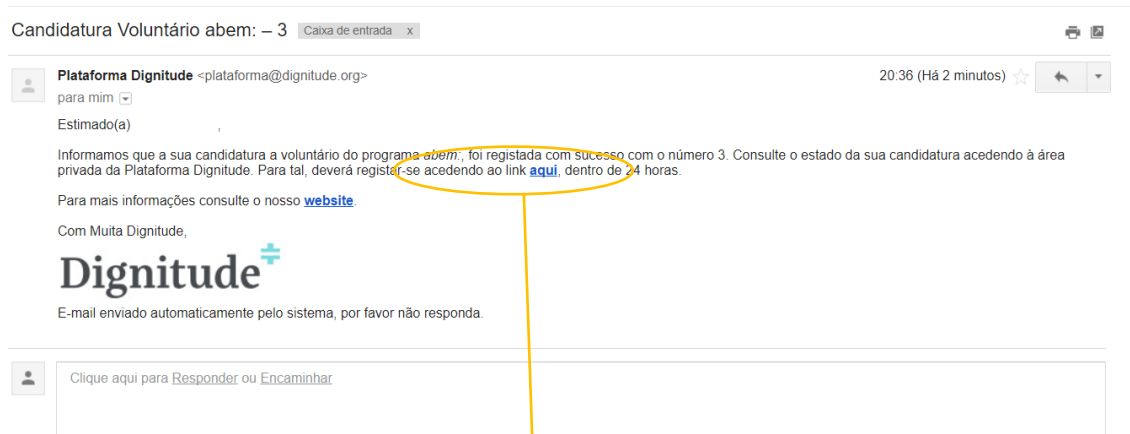 Candidatura Voluntário abem: – 3 Caixa de entrada x
Plataforma Dignitude <plataforma@dignitude.org> 20:36 (Há 2 minutos)
para mim
Estimado(a) ,
Informamos que a sua candidatura a voluntário do programa abem:, foi registada com sucesso com o número 3. Consulte o estado da sua candidatura acedendo à área
privada da Plataforma Dignitude. Para tal, deverá registar-se acedendo ao link aqui, dentro de 24 horas.
Para mais informações consulte o nosso website.
Com Muita Dignitude,
Dignitude
E-mail enviado automaticamente pelo sistema, por favor não responda.
Clique aqui para Responder ou Encaminhar